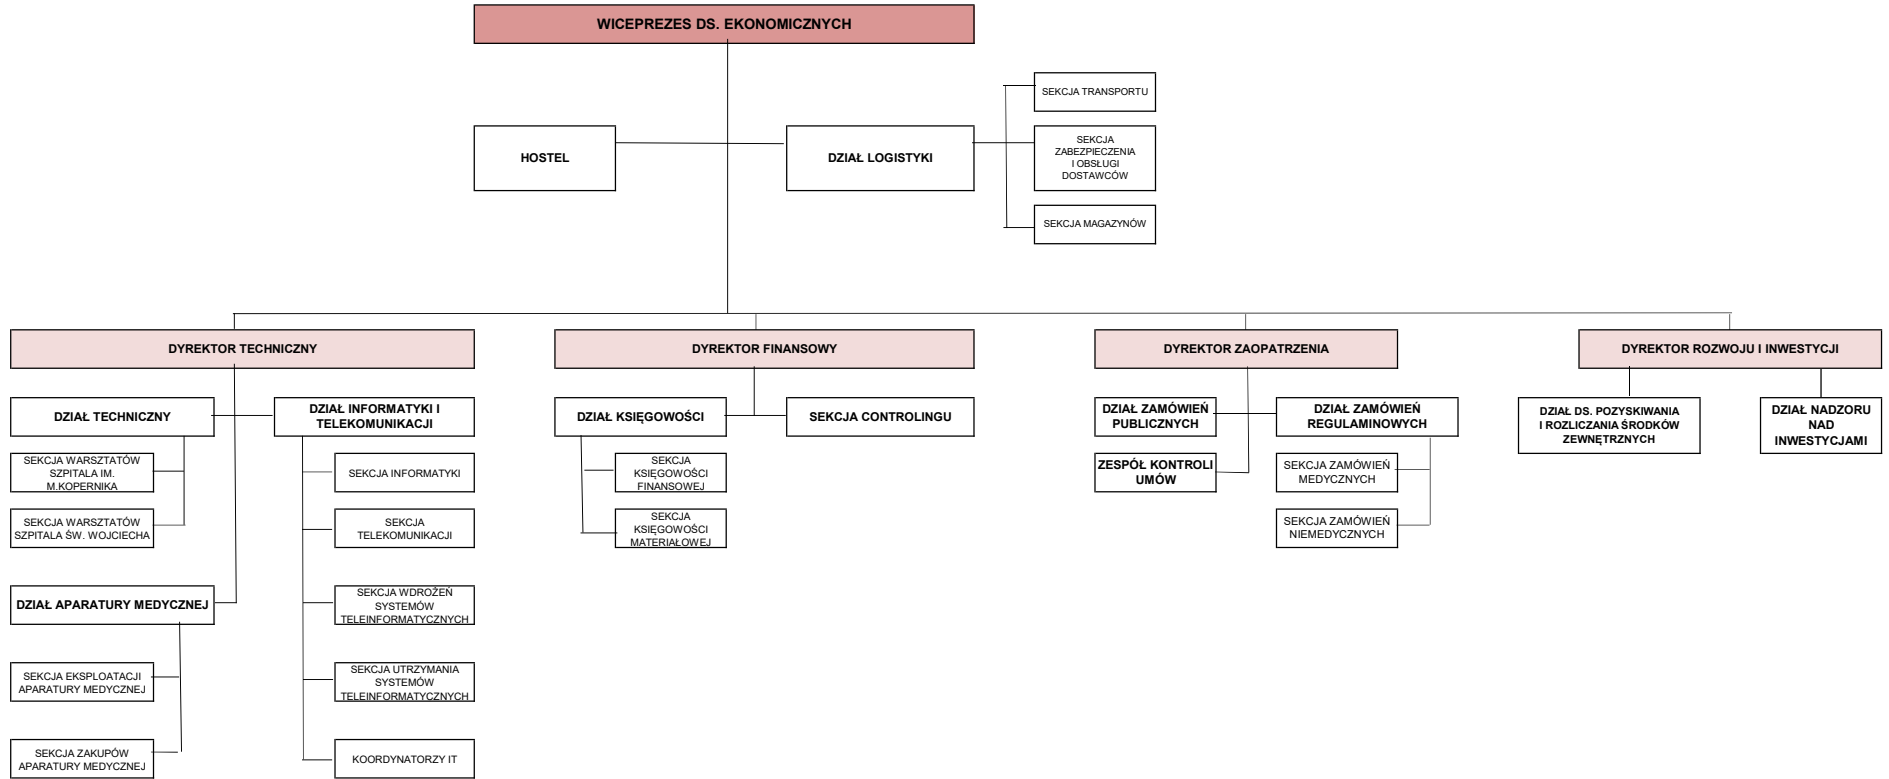 WICEPREZES DS. EKONOMICZNYCH
SEKCJA TRANSPORTU
HOSTEL
DZIAŁ LOGISTYKI
SEKCJA
ZABEZPIECZENIA
I OBSŁUGI
DOSTAWCÓW
SEKCJA MAGAZYNÓW
DYREKTOR TECHNICZNY
DYREKTOR FINANSOWY
DYREKTOR ZAOPATRZENIA
DYREKTOR ROZWOJU I INWESTYCJI
DZIAŁ TECHNICZNY
DZIAŁ INFORMATYKI I
TELEKOMUNIKACJI
DZIAŁ KSIĘGOWOŚCI
SEKCJA CONTROLINGU
DZIAŁ ZAMÓWIEŃ
PUBLICZNYCH
DZIAŁ ZAMÓWIEŃ
REGULAMINOWYCH
DZIAŁ DS. POZYSKIWANIA
I ROZLICZANIA ŚRODKÓW
ZEWNĘTRZNYCH
DZIAŁ NADZORU
NAD
INWESTYCJAMI
SEKCJA WARSZTATÓW
SZPITALA IM.
M.KOPERNIKA
SEKCJA INFORMATYKI
SEKCJA
KSIĘGOWOŚCI
FINANSOWEJ
ZESPÓŁ KONTROLI
UMÓW
SEKCJA ZAMÓWIEŃ
MEDYCZNYCH
SEKCJA WARSZTATÓW
SZPITALA ŚW. WOJCIECHA
SEKCJA
TELEKOMUNIKACJI
SEKCJA
KSIĘGOWOŚCI
MATERIAŁOWEJ
SEKCJA ZAMÓWIEŃ
NIEMEDYCZNYCH
DZIAŁ APARATURY MEDYCZNEJ
SEKCJA WDROŻEŃ
SYSTEMÓW
TELEINFORMATYCZNYCH
SEKCJA EKSPLOATACJI
APARATURY MEDYCZNEJ
SEKCJA UTRZYMANIA
SYSTEMÓW
TELEINFORMATYCZNYCH
SEKCJA ZAKUPÓW
APARATURY MEDYCZNEJ
KOORDYNATORZY IT